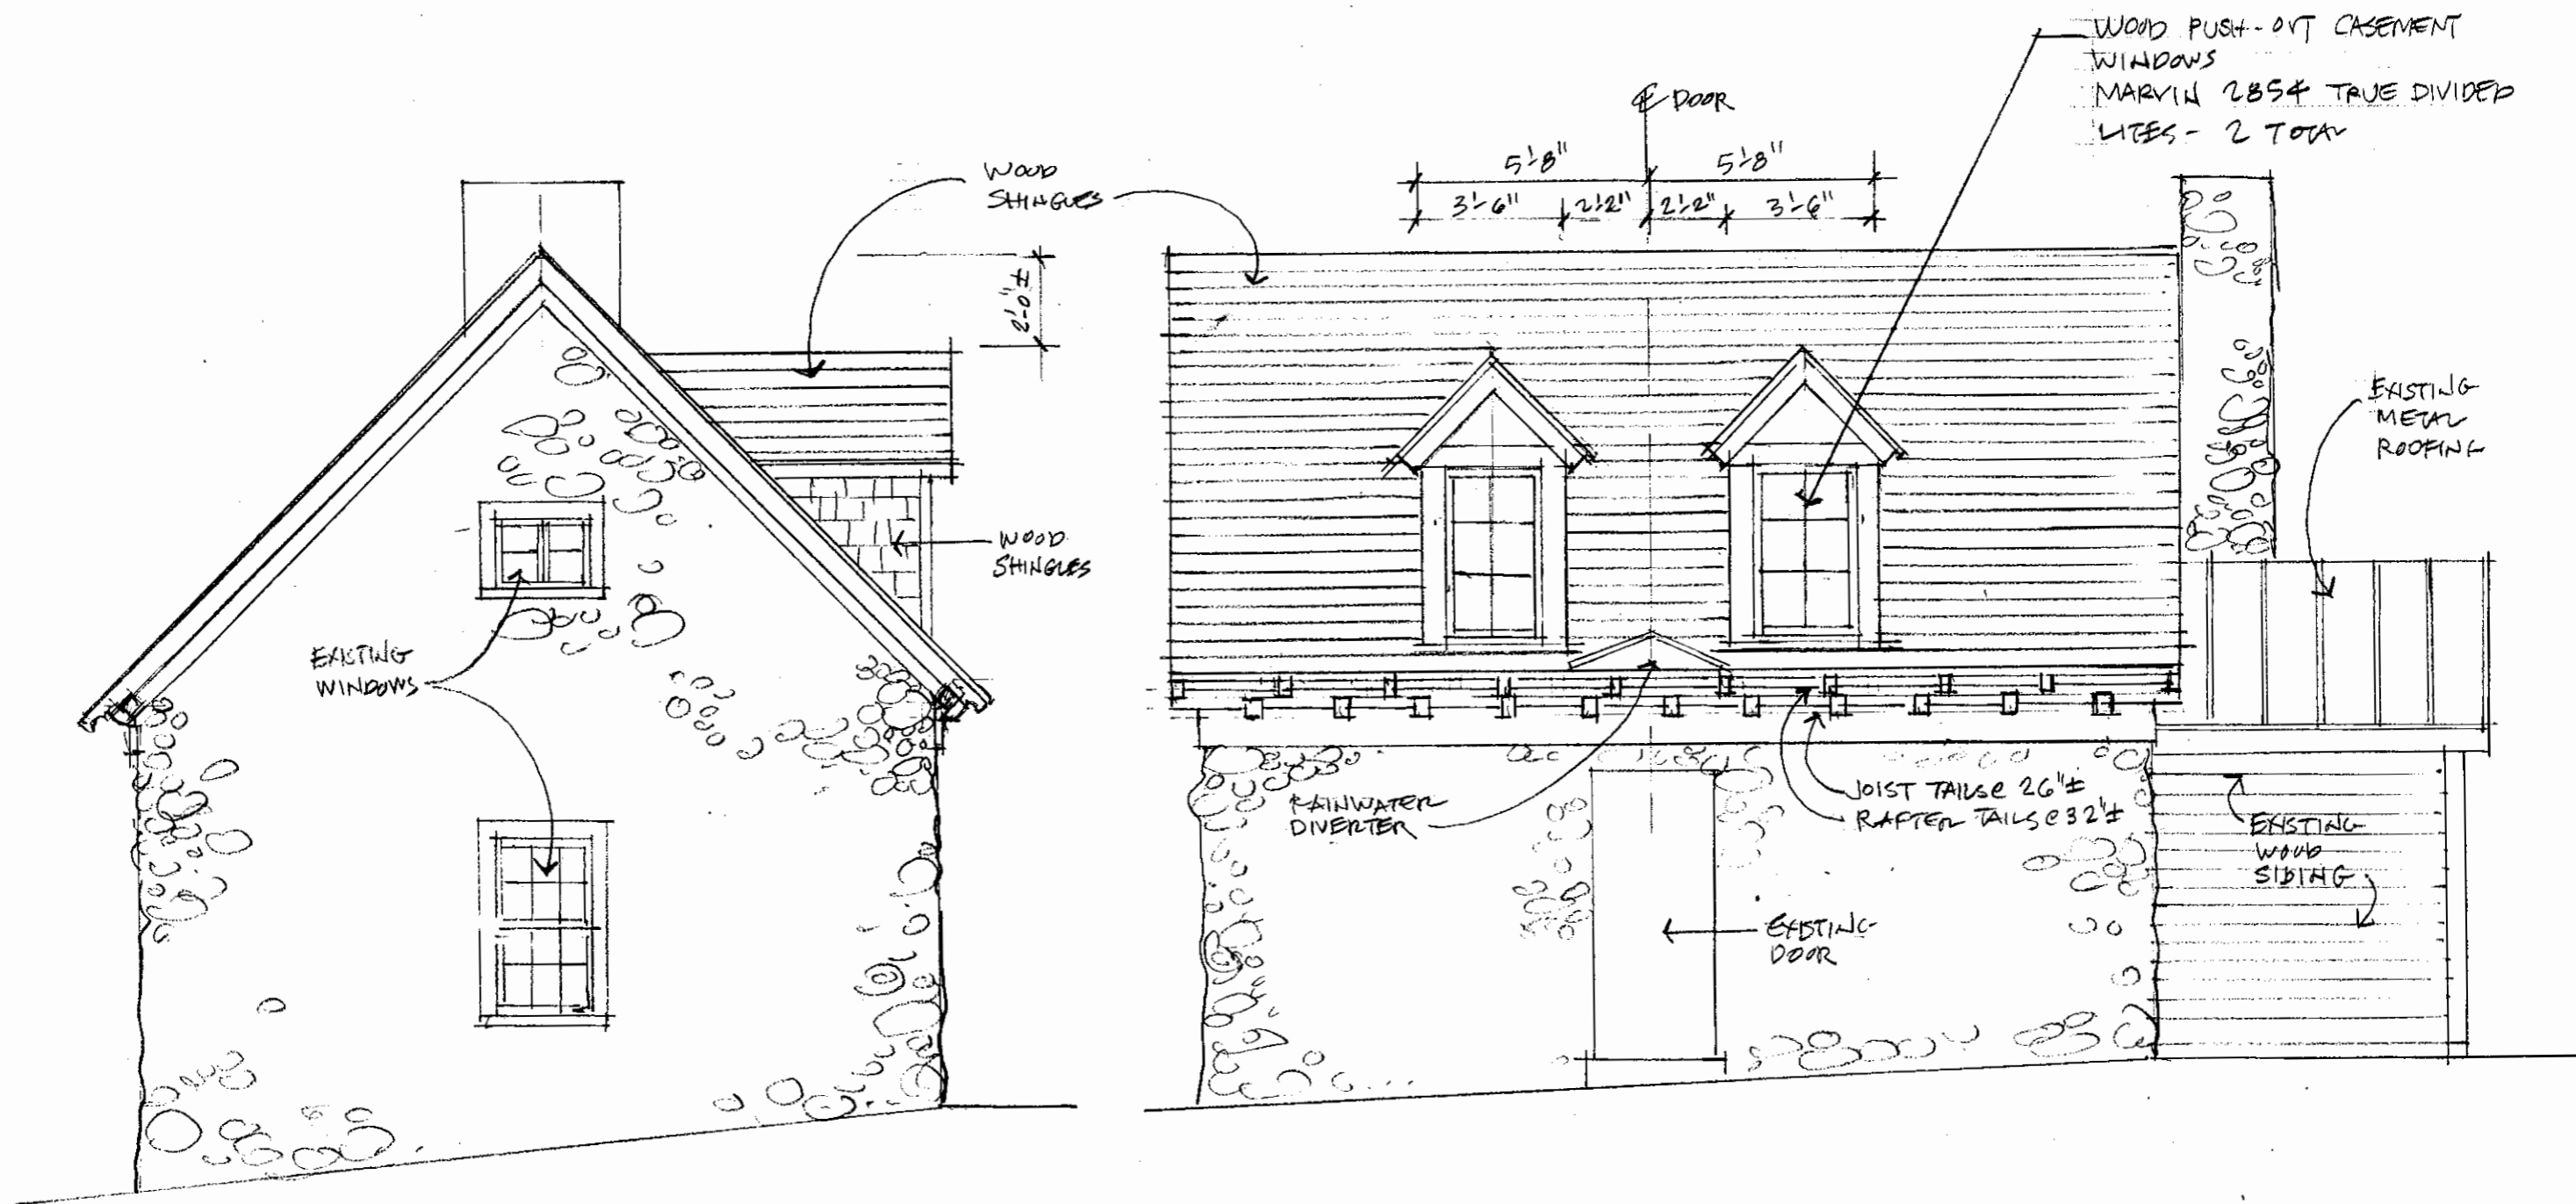 WOOD PUSH-OUT CASEMENT
WINDOWS
MARVIN 2854 TRUE DIVIDED
LITES - 2 TOTAL
℄ DOOR
5'-8" 5'-8"
3'-6" 2'-2" 2'-2" 3'-6"
WOOD
SHINGLES
2'-0"±
EXISTING
METAL
ROOFING
WOOD
SHINGLES
EXISTING
WINDOWS
RAINWATER
DIVERTER
JOIST TAILS @ 26"±
RAFTER TAILS @ 32"±
EXISTING
WOOD
SIDING
EXISTING
DOOR